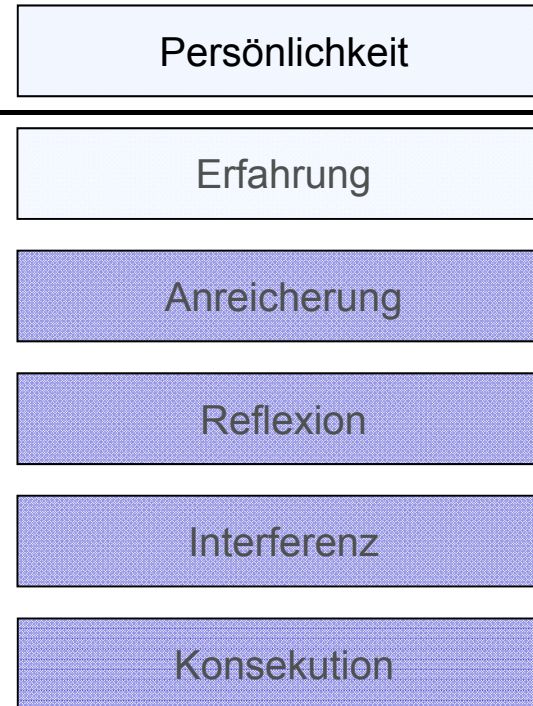 Persönlichkeit
Erfahrung
Anreicherung
Reflexion
Interferenz
Konsekution